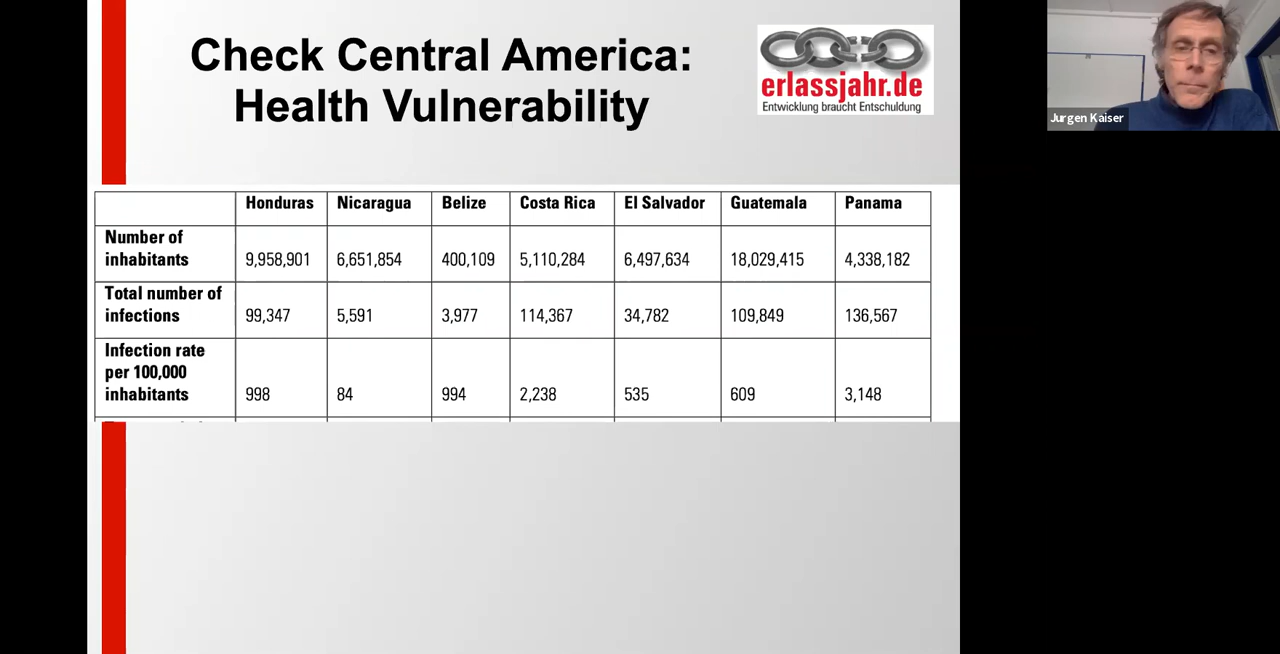 Check Central America:
Health Vulnerability
erlassjahr.de
Entwicklung braucht Entschuldung
Jurgen Kaiser
Honduras Nicaragua Belize Costa Rica El Salvador Guatemala Panama
Number of
inhabitants 9,958,901 6,651,854 400,109 5,110,284 6,497,634 18,029,415 4,338,182
Total number of
infections 99,347 5,591 3,977 114,367 34,782 109,849 136,567
Infection rate
per 100,000
inhabitants 998 84 994 2,238 535 609 3,148